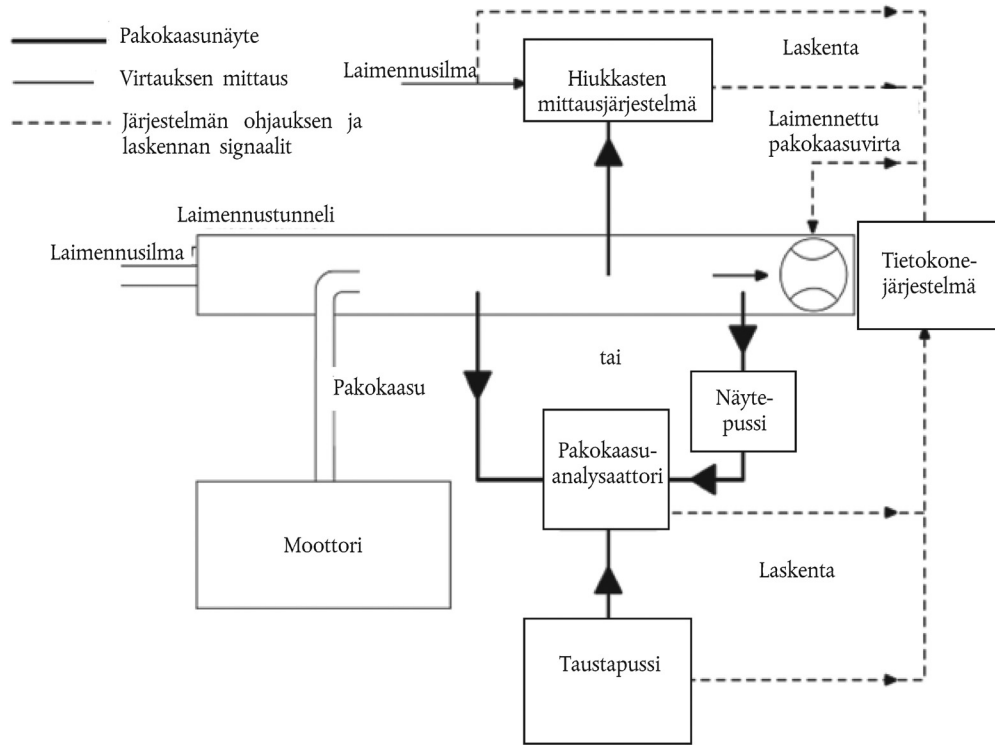 Pakokaasunäyte
Virtauksen mittaus
Järjestelmän ohjauksen ja
laskennan signaalit
Laimennusilma
Hiukkasten
mittausjärjestelmä
Laskenta
Laimennettu
pakokaasuvirta
Laimennustunneli
Laimennusilma
Tietokone-
järjestelmä
tai
Pakokaasu
Näyte-
pussi
Pakokaasu-
analysaattori
Moottori
Laskenta
Taustapussi